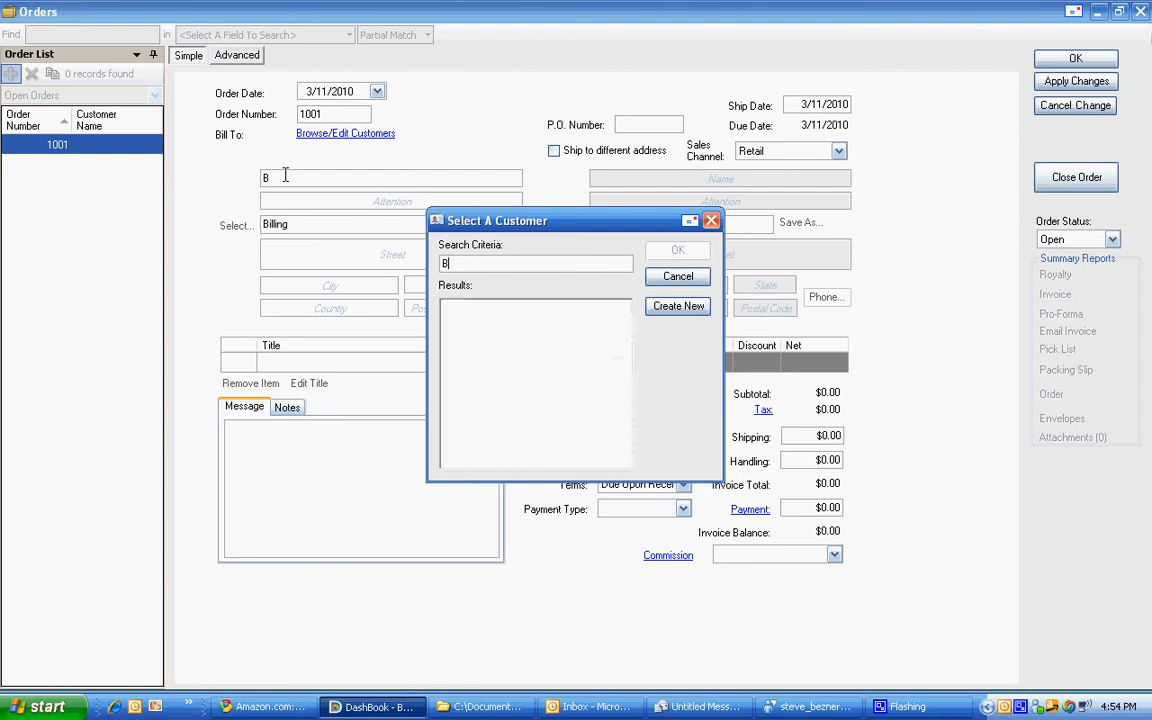 Orders
Find in <Select A Field To Search> Partial Match
Order List
Simple Advanced
0 records found
Open Orders
Order Number Customer Name
1001
Order Date: 3/11/2010
Order Number: 1001
Bill To: Browse/Edit Customers
Ship Date: 3/11/2010
P.O. Number: Due Date: 3/11/2010
Ship to different address Sales Channel: Retail
B Name
Attention Attention
Select... Billing Save As...
Street
City State
Country Postal Code Phone...
Select A Customer
Search Criteria:
B
Results:
OK
Cancel
Create New
Title Discount Net
Remove Item Edit Title
Message Notes
Subtotal: $0.00
Tax: $0.00
Shipping: $0.00
Handling: $0.00
Terms: Due Upon Recei Invoice Total: $0.00
Payment Type: Payment: $0.00
Invoice Balance: $0.00
Commission
OK
Apply Changes
Cancel Change
Close Order
Order Status:
Open
Summary Reports
Royalty
Invoice
Pro-Forma
Email Invoice
Pick List
Packing Slip
Order
Envelopes
Attachments (0)
start Amazon.com:... DashBook - B... C:\Document... Inbox - Micro... Untitled Mess... steve_bezner... Flashing 4:54 PM